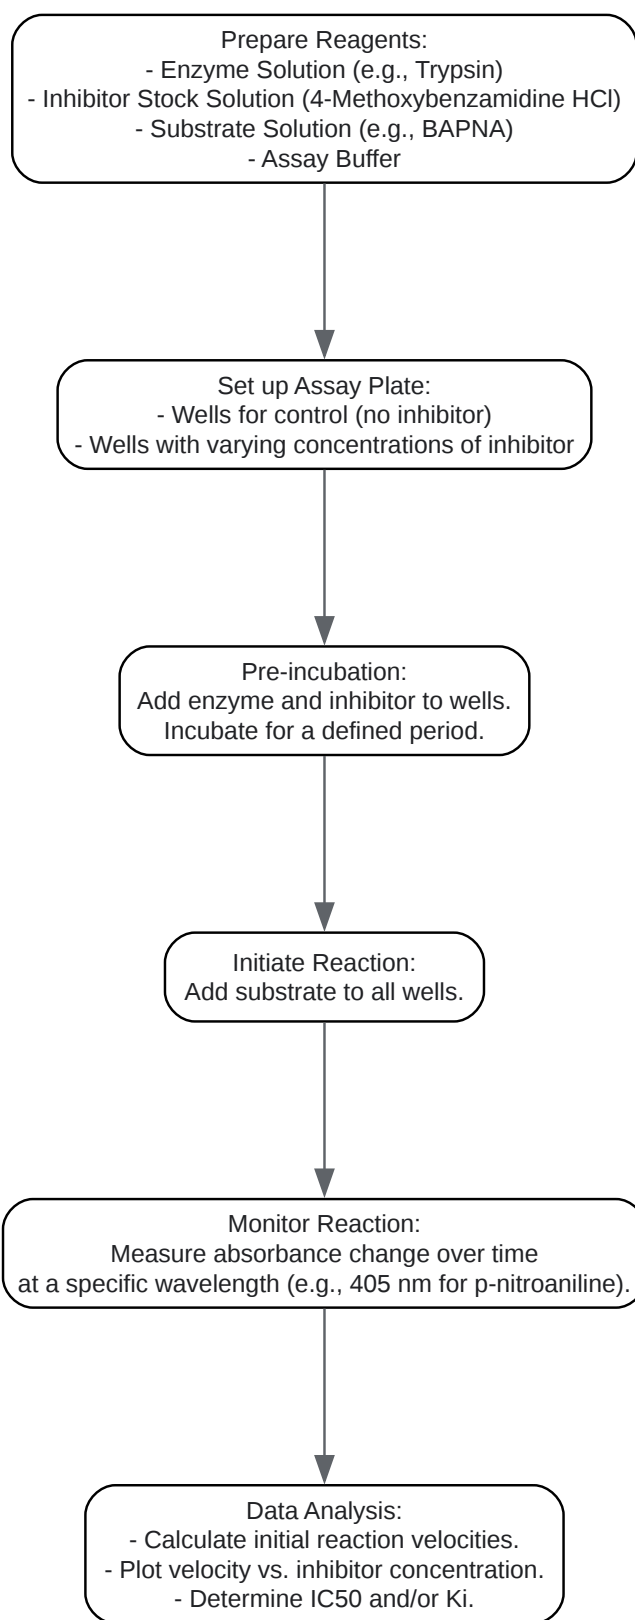 Prepare Reagents:
- Enzyme Solution (e.g., Trypsin)
- Inhibitor Stock Solution (4-Methoxybenzamidine HCl)
- Substrate Solution (e.g., BAPNA)
- Assay Buffer
Set up Assay Plate:
- Wells for control (no inhibitor)
- Wells with varying concentrations of inhibitor
Pre-incubation:
Add enzyme and inhibitor to wells.
Incubate for a defined period.
Initiate Reaction:
Add substrate to all wells.
Monitor Reaction:
Measure absorbance change over time
at a specific wavelength (e.g., 405 nm for p-nitroaniline).
Data Analysis:
- Calculate initial reaction velocities.
- Plot velocity vs. inhibitor concentration.
- Determine IC50 and/or Ki.